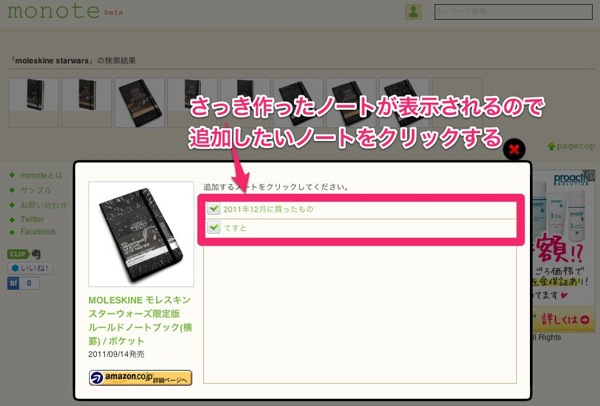 monote beta
キーワード検索
「moleskine starwars」の検索結果
さっき作ったノートが表示されるので
追加したいノートをクリックする
pagetop
monoteとは
サンプル
お問い合わせ
Twitter
Facebook
CLIP
いいね!
B! 0
追加するノートをクリックしてください。
2011年12月に買ったもの
てすと
MOLESKINE モレスキン
スターウォーズ限定版
ルールドノートブック(横
罫) / ポケット
2011/09/14発売
amazon.co.jp 詳細ページへ
proactiv
SOLUTION
額!?
詳しくは
All Rights